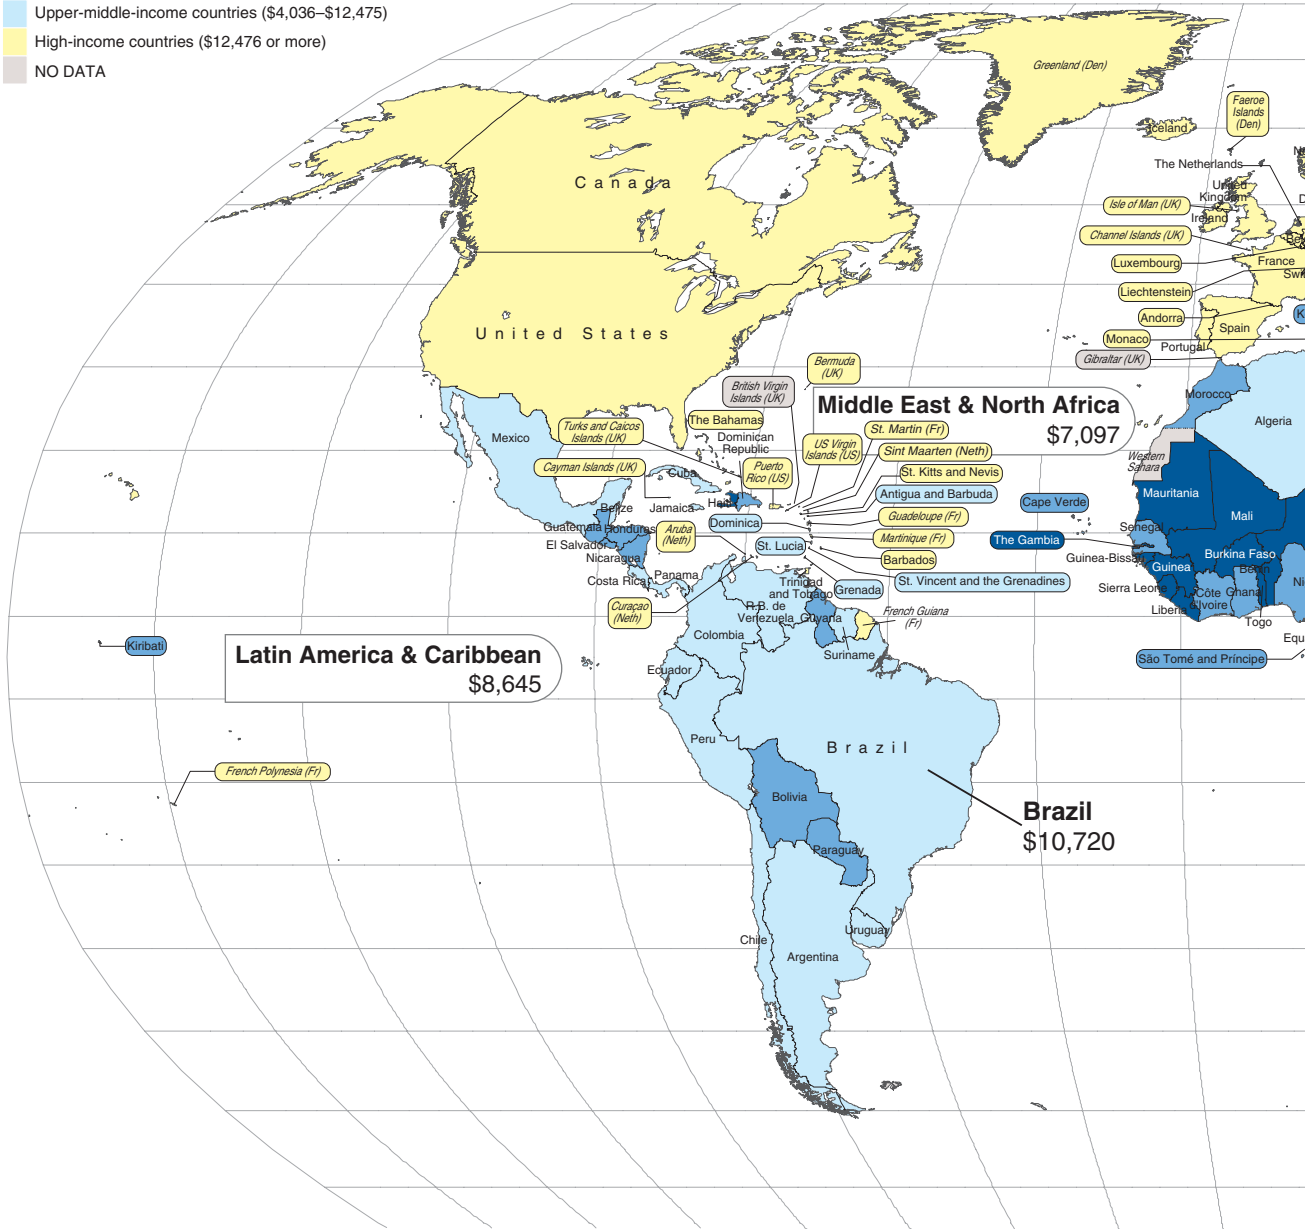 Upper-middle-income countries ($4,036–$12,475)
High-income countries ($12,476 or more)
NO DATA
Greenland (Den)
Faeroe
Islands
(Den)
Iceland
The Netherlands
Canada
United
Kingdom
Isle of Man (UK)
Ireland
Channel Islands (UK)
Luxembourg
France
Liechtenstein
Andorra
Spain
United States
Monaco
Portugal
Gibraltar (UK)
Bermuda
(UK)
British Virgin
Islands (UK)
Middle East & North Africa
$7,097
Morocco
Algeria
The Bahamas
Turks and Caicos
Islands (UK)
Mexico
Dominican
Republic
US Virgin
Islands (US)
St. Martin (Fr)
Sint Maarten (Neth)
Western
Sahara
Cayman Islands (UK)
Cuba
Puerto
Rico (US)
St. Kitts and Nevis
Antigua and Barbuda
Mauritania
Cape Verde
Belize
Jamaica
Haiti
Guadeloupe (Fr)
Mali
Guatemala
Honduras
Aruba
(Neth)
Dominica
Martinique (Fr)
Senegal
The Gambia
El Salvador
St. Lucia
Barbados
Nicaragua
Guinea-Bissau
Burkina Faso
Guinea
Benin
Costa Rica
Panama
Trinidad
and Tobago
Grenada
St. Vincent and the Grenadines
Sierra Leone
Côte
d'Ivoire
Ghana
Liberia
Togo
Curaçao
(Neth)
R.B. de
Venezuela
Guyana
French Guiana
(Fr)
Colombia
Suriname
Kiribati
Latin America & Caribbean
$8,645
São Tomé and Príncipe
Ecuador
Peru
Brazil
French Polynesia (Fr)
Bolivia
Brazil
$10,720
Paraguay
Chile
Uruguay
Argentina